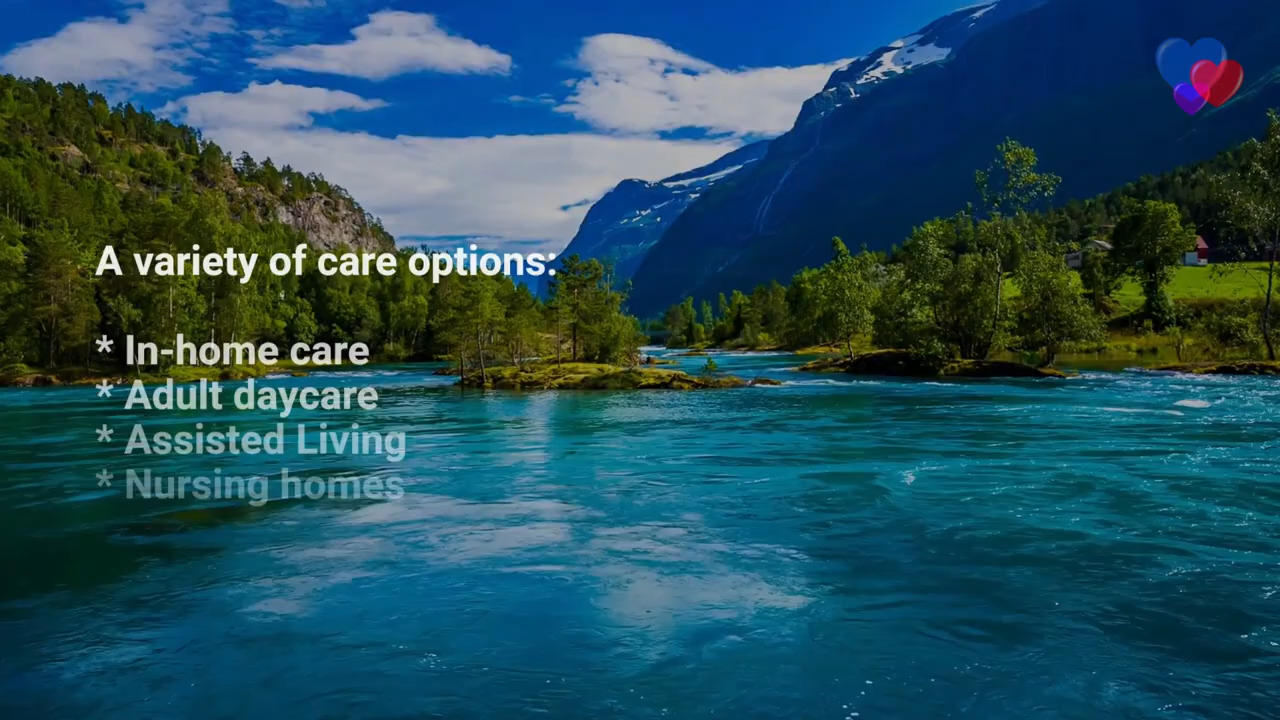 A variety of care options:
* In-home care
* Adult daycare
* Assisted Living
* Nursing homes